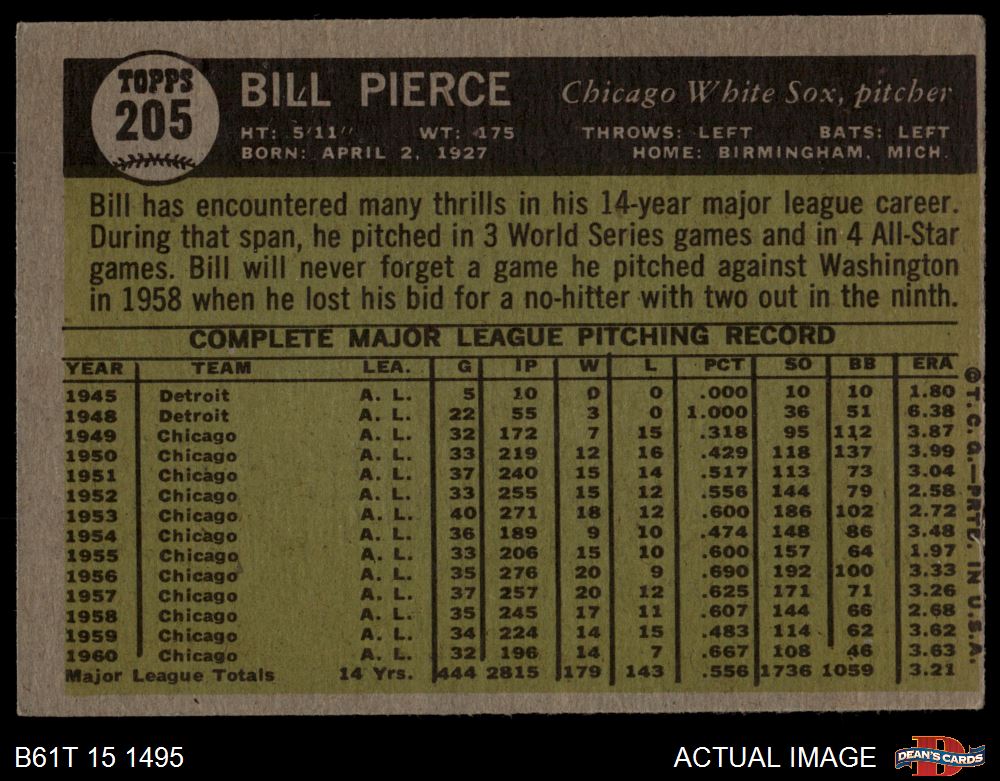 TOPPS
205
BILL PIERCE
Chicago White Sox, pitcher
HT: 5'11" WT: 175 THROWS: LEFT BATS: LEFT
BORN: APRIL 2, 1927 HOME: BIRMINGHAM, MICH.
Bill has encountered many thrills in his 14-year major league career.
During that span, he pitched in 3 World Series games and in 4 All-Star
games. Bill will never forget a game he pitched against Washington
in 1958 when he lost his bid for a no-hitter with two out in the ninth.
COMPLETE MAJOR LEAGUE PITCHING RECORD
YEAR TEAM LEA. G IP W L PCT SO BB ERA
1945 Detroit A. L. 5 10 0 0 .000 10 10 1.80
1948 Detroit A. L. 22 55 3 0 1.000 36 51 6.38
1949 Chicago A. L. 32 172 7 15 .318 95 112 3.87
1950 Chicago A. L. 33 219 12 16 .429 118 137 3.99
1951 Chicago A. L. 37 240 15 14 .517 113 73 3.04
1952 Chicago A. L. 33 255 15 12 .556 144 79 2.58
1953 Chicago A. L. 40 271 18 12 .600 186 102 2.72
1954 Chicago A. L. 36 189 9 10 .474 148 86 3.48
1955 Chicago A. L. 33 206 15 10 .600 157 64 1.97
1956 Chicago A. L. 35 276 20 9 .690 192 100 3.33
1957 Chicago A. L. 37 257 20 12 .625 171 71 3.26
1958 Chicago A. L. 35 245 17 11 .607 144 66 2.68
1959 Chicago A. L. 34 224 14 15 .483 114 62 3.62
1960 Chicago A. L. 32 196 14 7 .667 108 46 3.63
Major League Totals 14 Yrs. 444 2815 179 143 .556 1736 1059 3.21
© T. C. G.—PRTD. IN U.S.A.
B61T 15 1495
ACTUAL IMAGE
D
DEAN'S CARDS